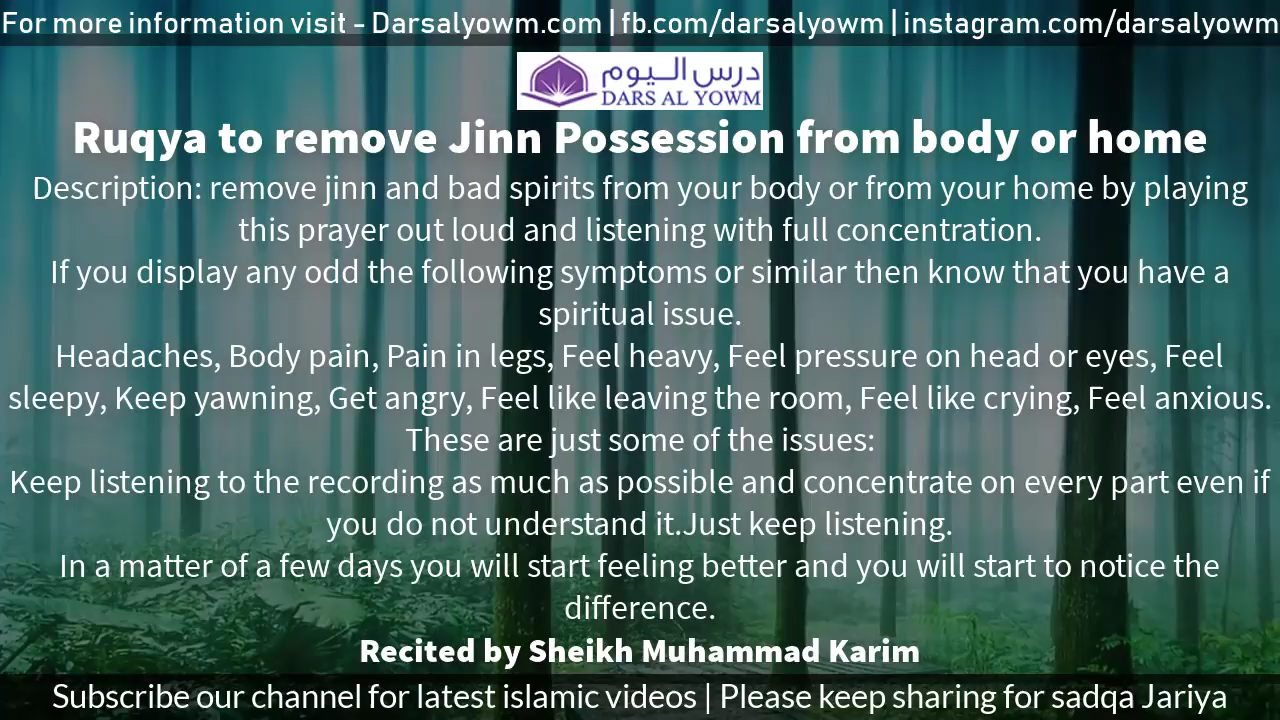 For more information visit - Darsalyowm.com | fb.com/darsalyowm | instagram.com/darsalyowm
درس اليوم
DARS AL YOWM
Ruqya to remove Jinn Possession from body or home
Description: remove jinn and bad spirits from your body or from your home by playing
this prayer out loud and listening with full concentration.
If you display any odd the following symptoms or similar then know that you have a
spiritual issue.
Headaches, Body pain, Pain in legs, Feel heavy, Feel pressure on head or eyes, Feel
sleepy, Keep yawning, Get angry, Feel like leaving the room, Feel like crying, Feel anxious.
These are just some of the issues:
Keep listening to the recording as much as possible and concentrate on every part even if
you do not understand it.Just keep listening.
In a matter of a few days you will start feeling better and you will start to notice the
difference.
Recited by Sheikh Muhammad Karim
Subscribe our channel for latest islamic videos | Please keep sharing for sadqa Jariya